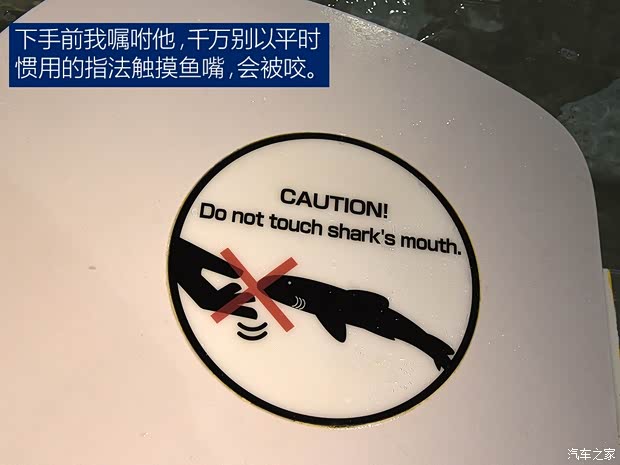 下手前我嘱咐他,千万别以平时
惯用的指法触摸鱼嘴,会被咬。
CAUTION!
Do not touch shark's mouth.
汽车之家